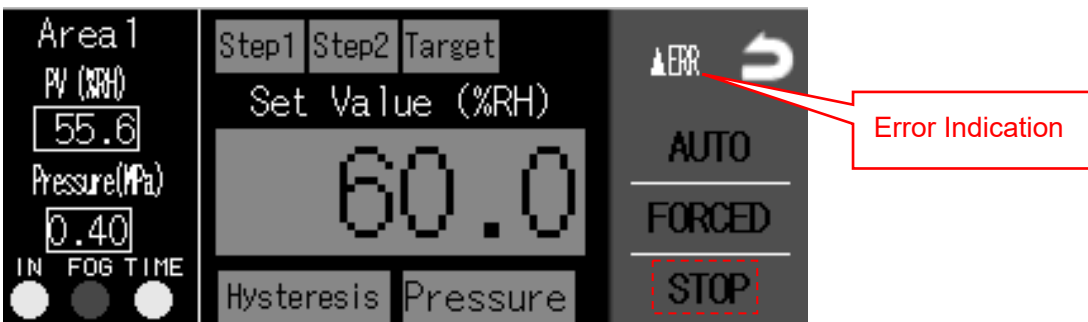 Area1
PV (%RH)
55.6
Pressure(MPa)
0.40
IN FOG TIME
Step1 Step2 Target
Set Value (%RH)
60.0
Hysteresis Pressure
ERR
AUTO
FORCED
STOP
Error Indication